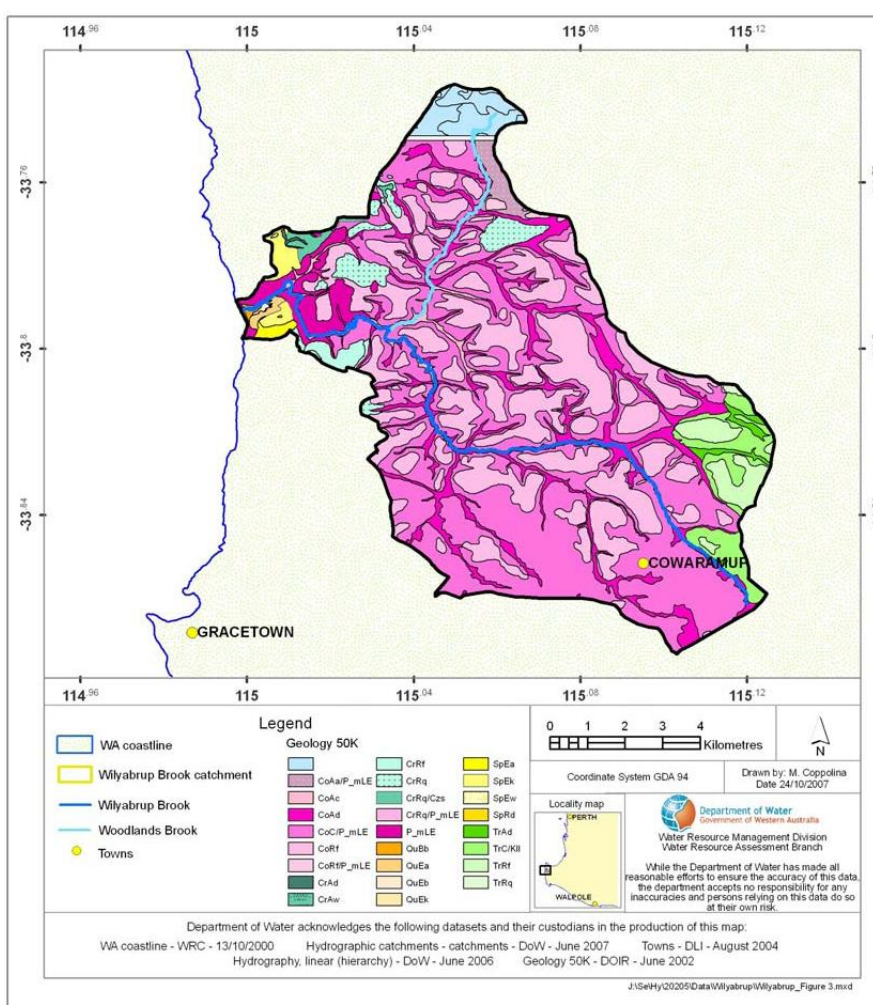 114.96
115
115.04
115.08
115.12
-33.76
-33.8
-33.84
COWARAMUP
GRACETOWN
114.96
115
115.04
115.08
115.12
Legend
WA coastline
Wilyabrup Brook catchment
Wilyabrup Brook
Woodlands Brook
Towns
Geology 50K
CoAa/P_mLE
CoAc
CoAd
CoC/P_mLE
CoRf
CoRf/P_mLE
CrAd
CrAw
CrRf
CrRq
CrRq/Czs
CrRq/P_mLE
P_mLE
QuBb
QuEa
QuEb
QuEk
SpEa
SpEk
SpEw
SpRd
TrAd
TrC/Kll
TrRf
TrRq
0 1 2 3 4
Kilometres
N
Coordinate System GDA 94
Drawn by: M. Coppolina
Date 24/10/2007
Locality map
PERTH
WALPOLE
Department of Water
Government of Western Australia
Water Resource Management Division
Water Resource Assessment Branch
While the Department of Water has made all
reasonable efforts to ensure the accuracy of this data,
the department accepts no responsibility for any
inaccuracies and persons relying on this data do so
at their own risk.
Department of Water acknowledges the following datasets and their custodians in the production of this map:
WA coastline - WRC - 13/10/2000 Hydrographic catchments - catchments - DoW - June 2007 Towns - DLI - August 2004
Hydrography, linear (hierarchy) - DoW - June 2006 Geology 50K - DOIR - June 2002
J:\Se\Hy\20205\Data\Wilyabrup\Wilyabrup_Figure 3.mxd